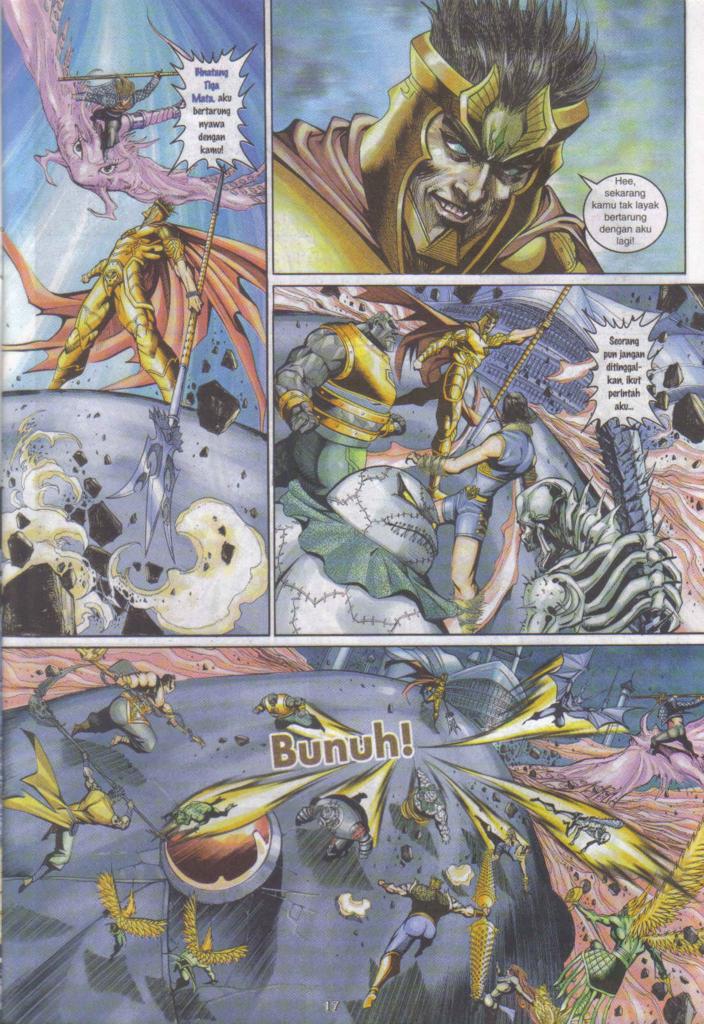 Binatang
Tiga
Mata, aku
bertarung
nyawa
dengan
kamu!
Hee,
sekarang
kamu tak layak
bertarung
dengan aku
lagi!
Seorang
pun jangan
ditinggal-
kan, ikut
perintah
aku...
Bunuh!
17